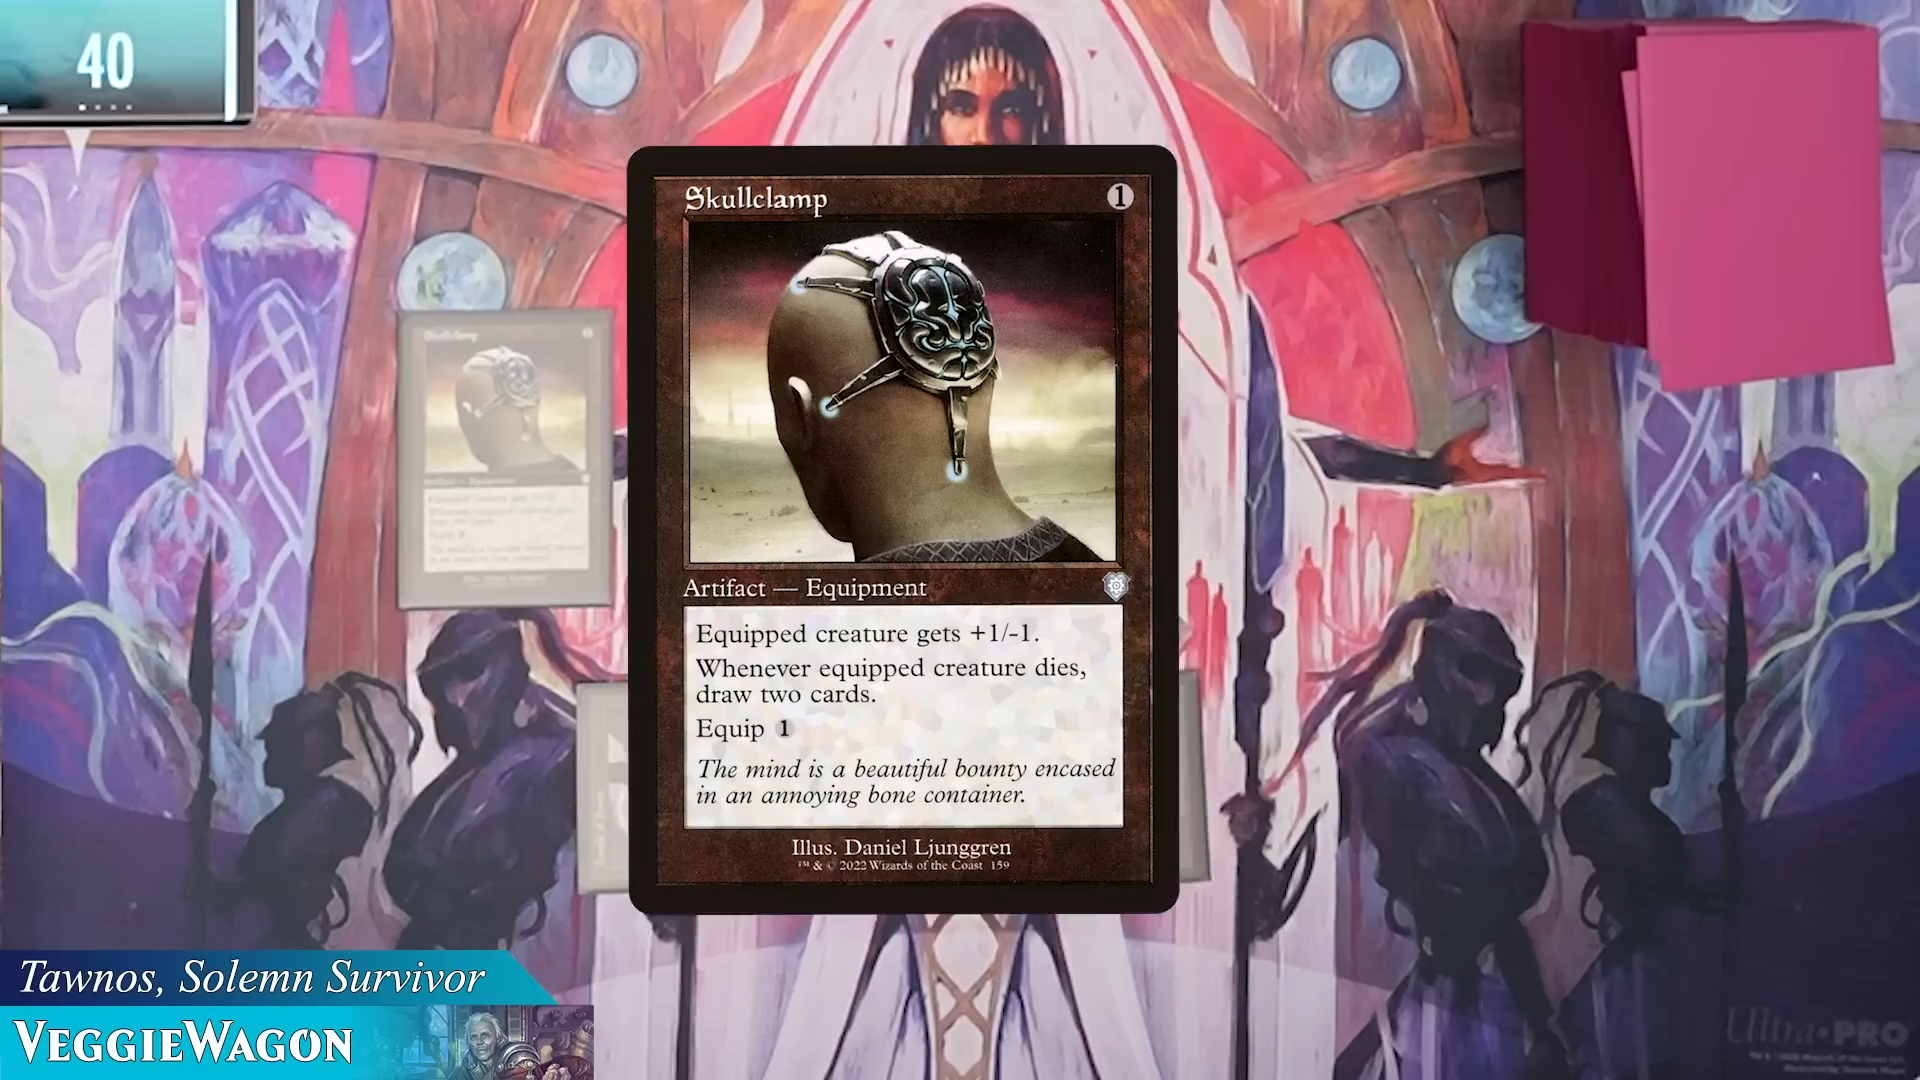 40
Skullclamp
1
Skullclamp
Artifact — Equipment
Equipped creature gets +1/-1.
Whenever equipped creature dies,
draw two cards.
Equip 1
The mind is a beautiful bounty encased
in an annoying bone container.
Illus. Daniel Ljunggren
™ & © 2022 Wizards of the Coast 159
Tawnos, Solemn Survivor
VEGGIEWAGON
Ultra•PRO